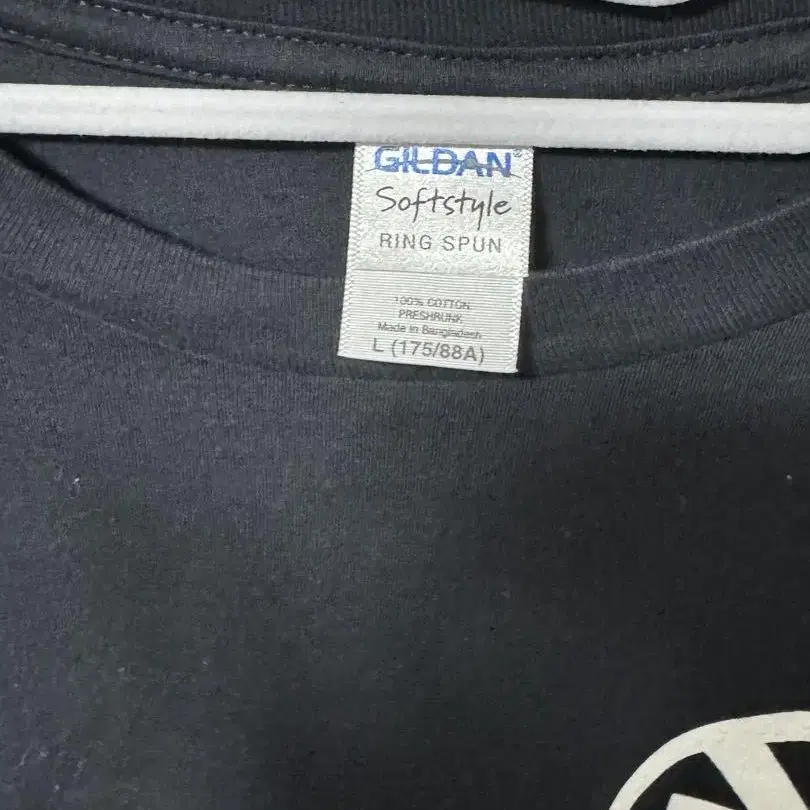 GILDAN®
Softstyle
RING SPUN
100% COTTON
PRESHRUNK
Made in Bangladesh
L (175/88A)